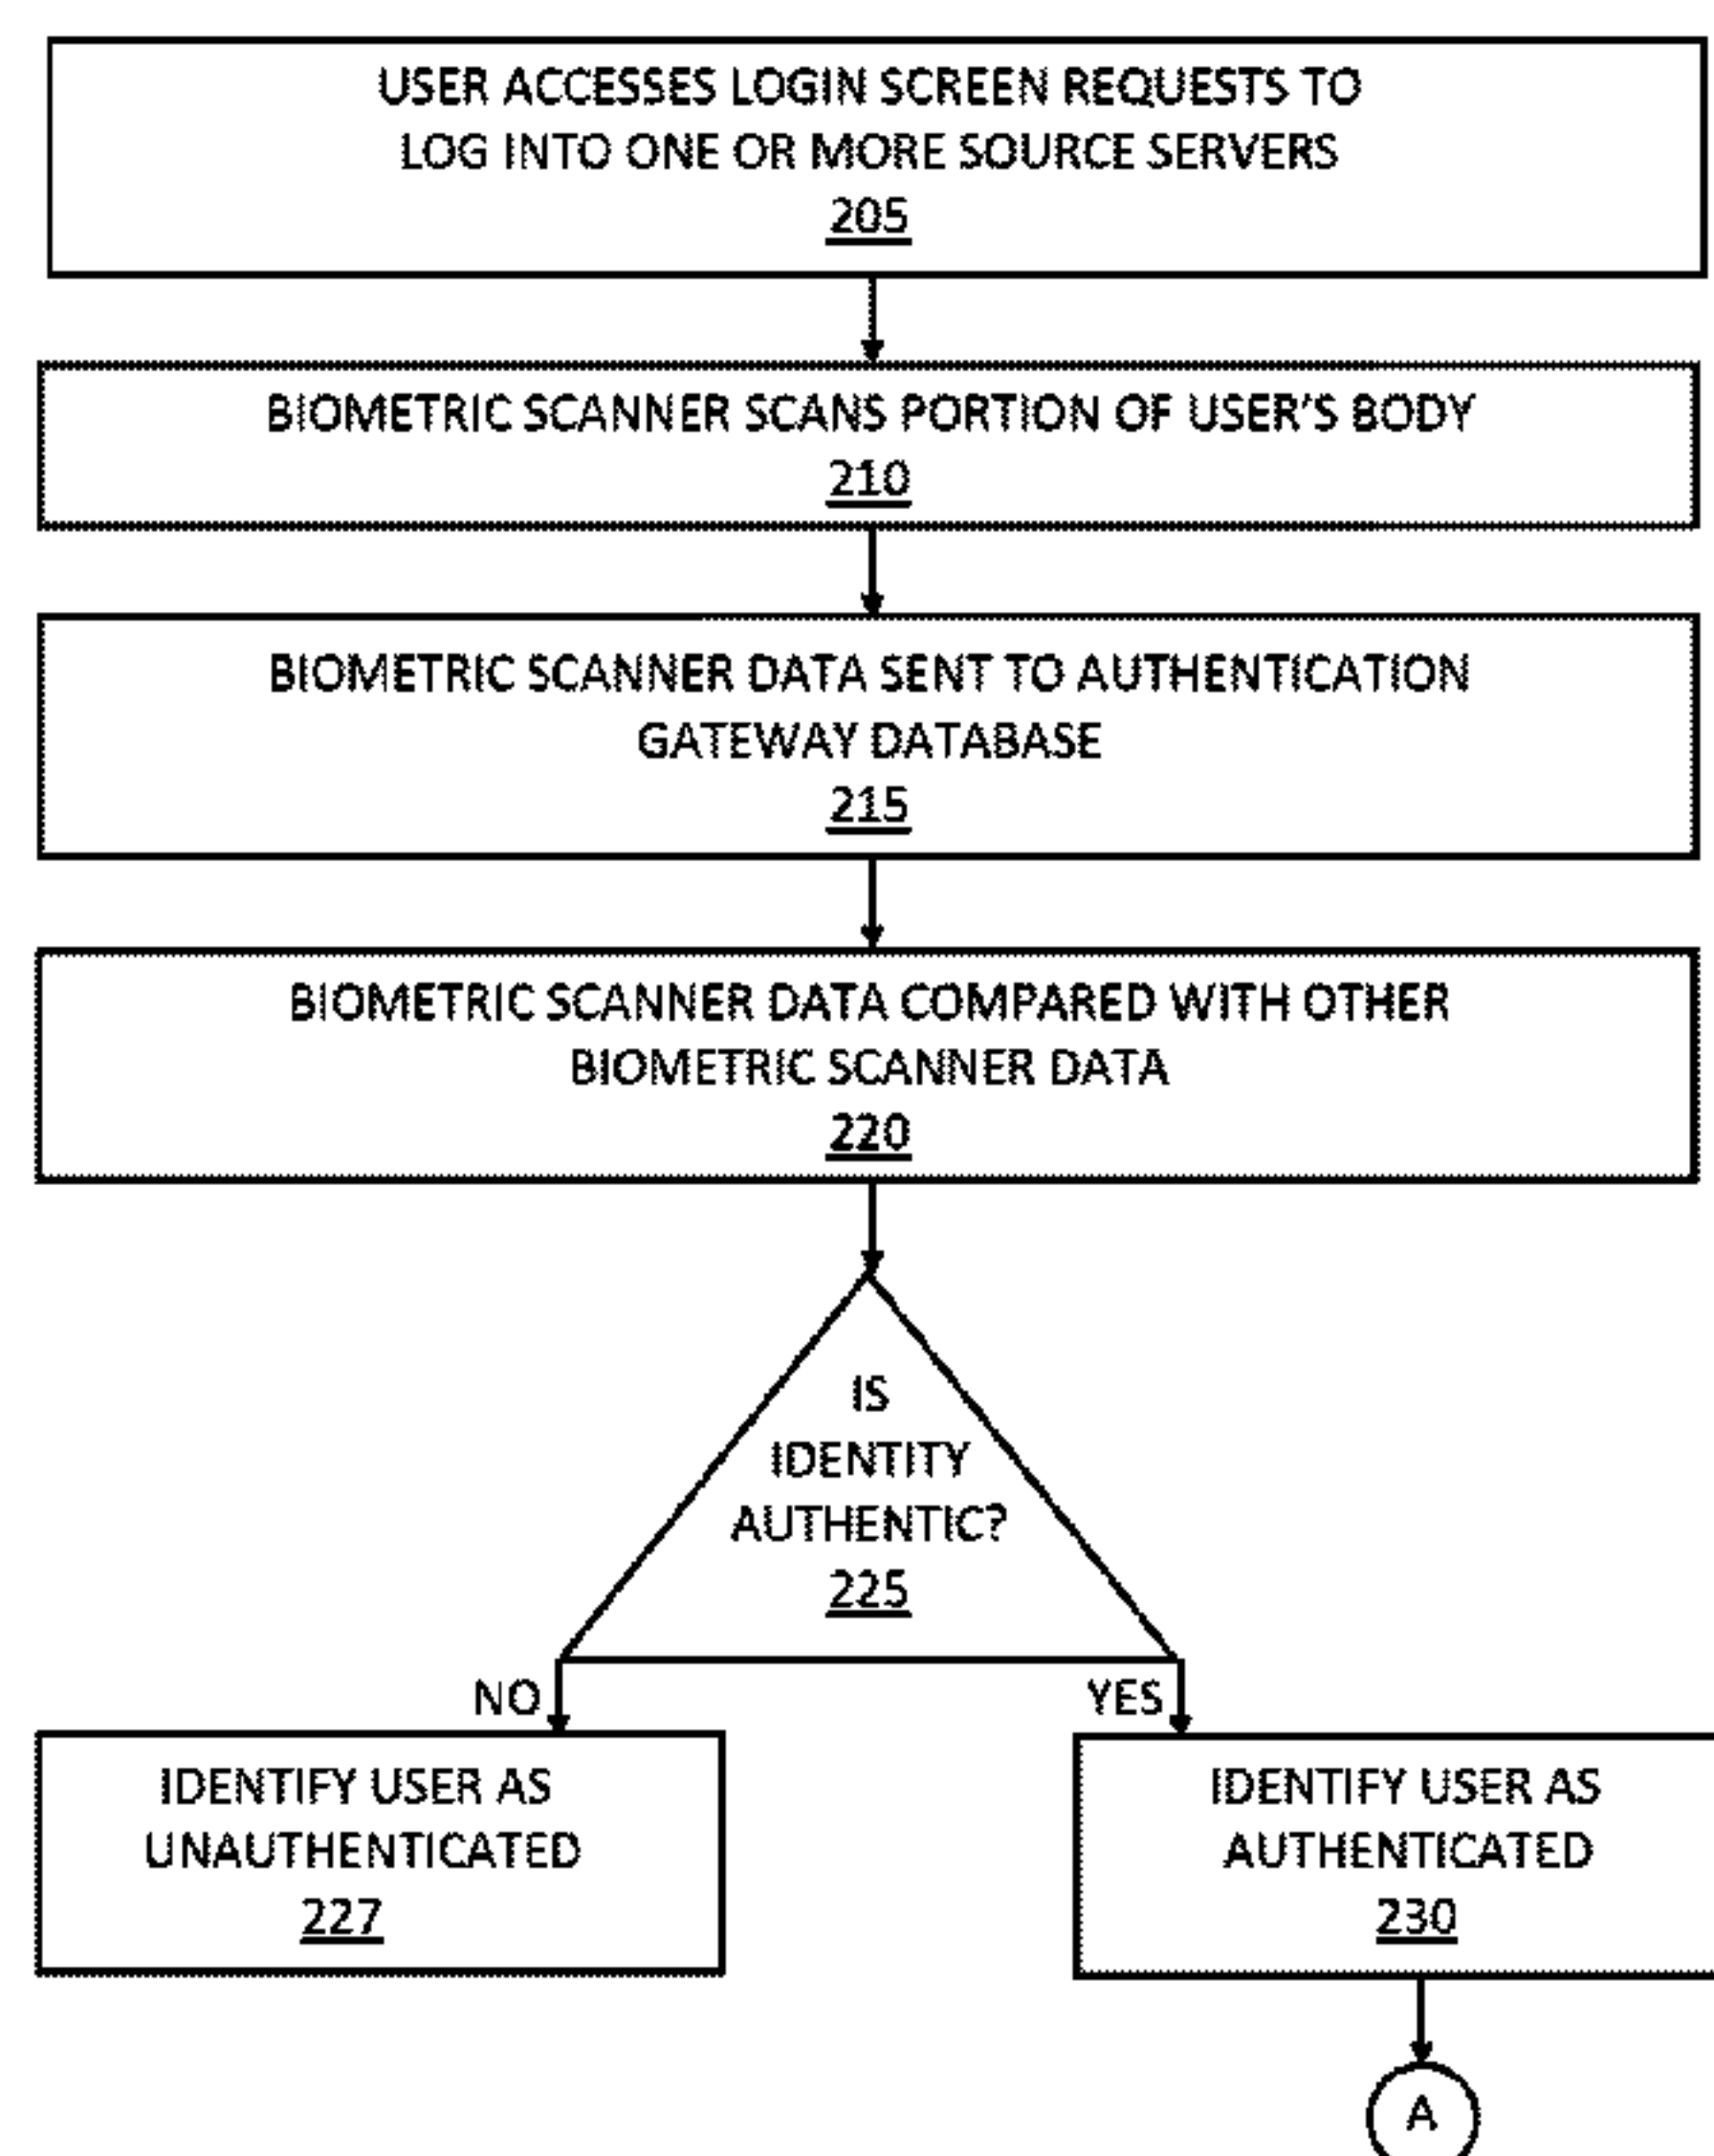 USER ACCESSES LOGIN SCREEN REQUESTS TO
LOG INTO ONE OR MORE SOURCE SERVERS
205
BIOMETRIC SCANNER SCANS PORTION OF USER'S BODY
210
BIOMETRIC SCANNER DATA SENT TO AUTHENTICATION
GATEWAY DATABASE
215
BIOMETRIC SCANNER DATA COMPARED WITH OTHER
BIOMETRIC SCANNER DATA
220
IS
IDENTITY
AUTHENTIC?
225
NO
YES
IDENTIFY USER AS
UNAUTHENTICATED
227
IDENTIFY USER AS
AUTHENTICATED
230
A